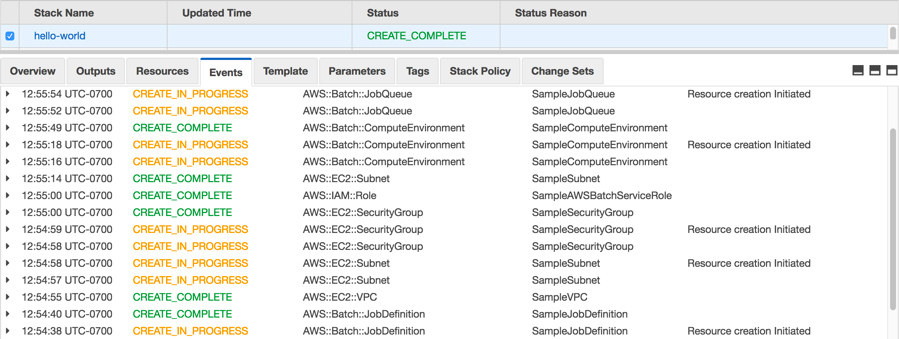 Stack Name Updated Time Status Status Reason
hello-world CREATE_COMPLETE
Overview Outputs Resources Events Template Parameters Tags Stack Policy Change Sets
12:55:54 UTC-0700 CREATE_IN_PROGRESS AWS::Batch::JobQueue SampleJobQueue Resource creation Initiated
12:55:52 UTC-0700 CREATE_IN_PROGRESS AWS::Batch::JobQueue SampleJobQueue
12:55:49 UTC-0700 CREATE_COMPLETE AWS::Batch::ComputeEnvironment SampleComputeEnvironment
12:55:18 UTC-0700 CREATE_IN_PROGRESS AWS::Batch::ComputeEnvironment SampleComputeEnvironment Resource creation Initiated
12:55:16 UTC-0700 CREATE_IN_PROGRESS AWS::Batch::ComputeEnvironment SampleComputeEnvironment
12:55:14 UTC-0700 CREATE_COMPLETE AWS::EC2::Subnet SampleSubnet
12:55:00 UTC-0700 CREATE_COMPLETE AWS::IAM::Role SampleAWSBatchServiceRole
12:55:00 UTC-0700 CREATE_COMPLETE AWS::EC2::SecurityGroup SampleSecurityGroup
12:54:59 UTC-0700 CREATE_IN_PROGRESS AWS::EC2::SecurityGroup SampleSecurityGroup Resource creation Initiated
12:54:58 UTC-0700 CREATE_IN_PROGRESS AWS::EC2::SecurityGroup SampleSecurityGroup
12:54:58 UTC-0700 CREATE_IN_PROGRESS AWS::EC2::Subnet SampleSubnet Resource creation Initiated
12:54:57 UTC-0700 CREATE_IN_PROGRESS AWS::EC2::Subnet SampleSubnet
12:54:55 UTC-0700 CREATE_COMPLETE AWS::EC2::VPC SampleVPC
12:54:40 UTC-0700 CREATE_COMPLETE AWS::Batch::JobDefinition SampleJobDefinition
12:54:38 UTC-0700 CREATE_IN_PROGRESS AWS::Batch::JobDefinition SampleJobDefinition Resource creation Initiated